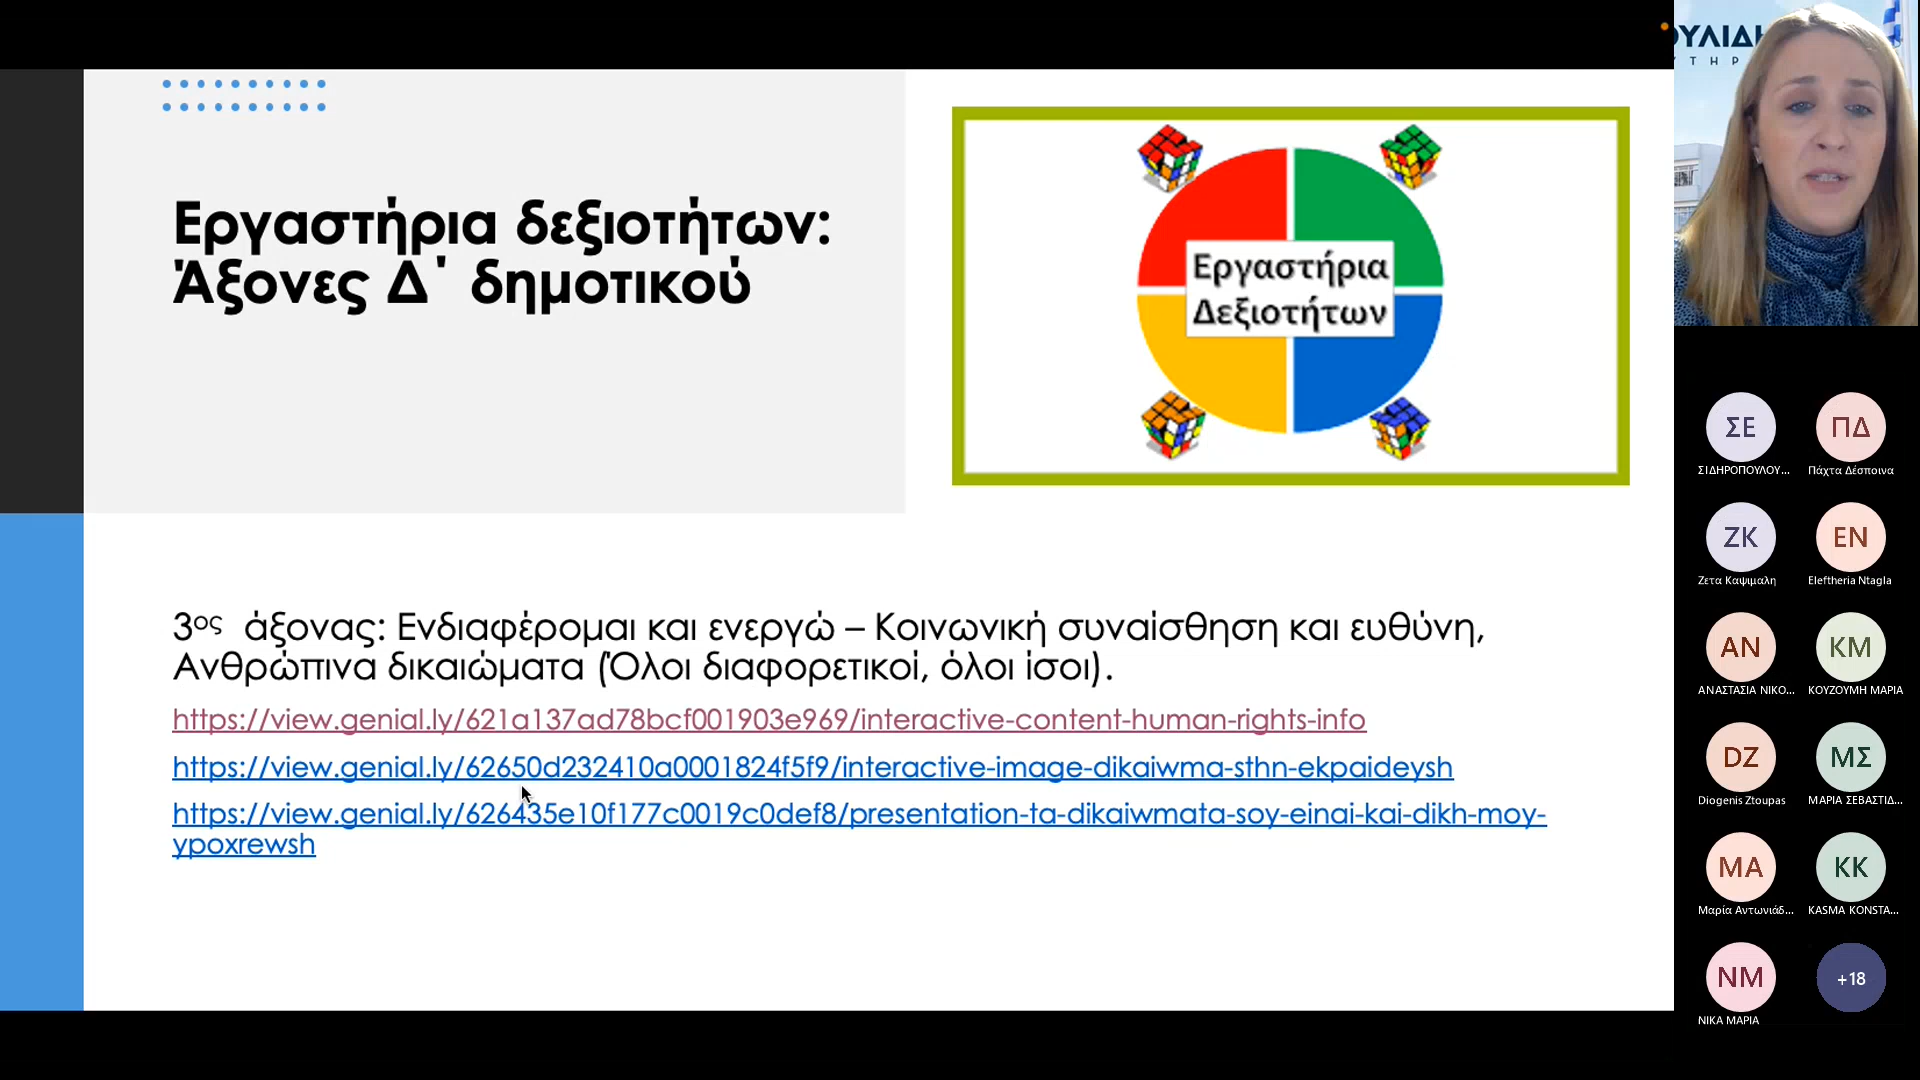 ΟΥΛΙΔΗ
ΤΗΡ
Εργαστήρια δεξιοτήτων:
Άξονες Δ΄ δημοτικού
Εργαστήρια
Δεξιοτήτων
3ος άξονας: Ενδιαφέρομαι και ενεργώ – Κοινωνική συναίσθηση και ευθύνη,
Ανθρώπινα δικαιώματα (Όλοι διαφορετικοί, όλοι ίσοι).
https://view.genial.ly/621a137ad78bcf001903e969/interactive-content-human-rights-info
https://view.genial.ly/62650d232410a0001824f5f9/interactive-image-dikaiwma-sthn-ekpaideysh
https://view.genial.ly/626435e10f177c0019c0def8/presentation-ta-dikaiwmata-soy-einai-kai-dikh-moy-
ypoxrewsh
ΣΕ ΠΔ
ΣΙΔΗΡΟΠΟΥΛΟΥ... Πάχτα Δέσποινα
ΖΚ EN
Ζετα Καψιμαλη Eleftheria Ntagla
ΑΝ ΚΜ
ΑΝΑΣΤΑΣΙΑ ΝΙΚΟ... ΚΟΥΖΟΥΜΗ ΜΑΡΙΑ
DZ ΜΣ
Diogenis Ztoupas ΜΑΡΙΑ ΣΕΒΑΣΤΙΔ...
ΜΑ KK
Μαρία Αντωνιάδ... KASMA KONSTA...
ΝΜ +18
ΝΙΚΑ ΜΑΡΙΑ